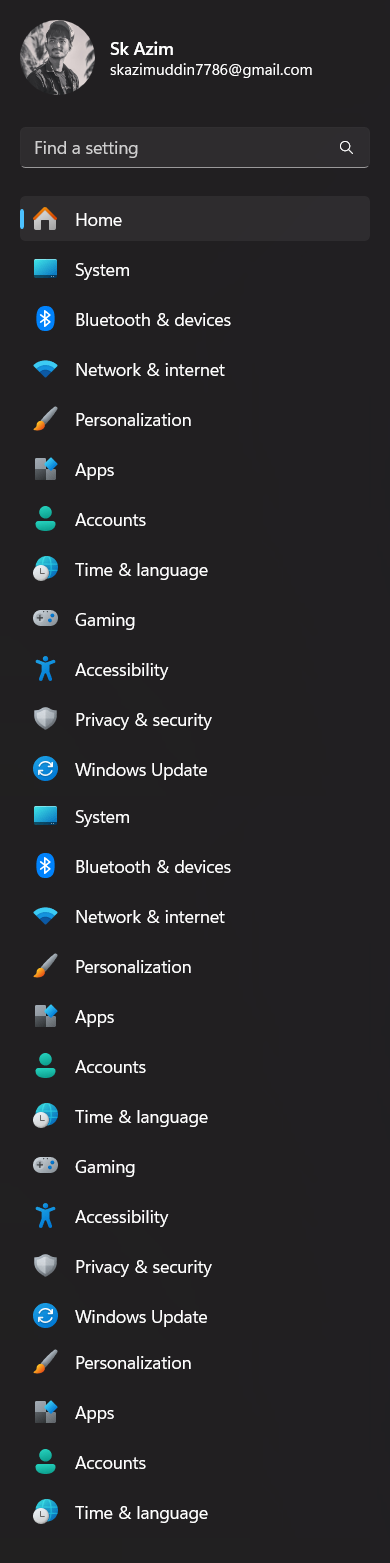 Sk Azim
skazimuddin7786@gmail.com
Find a setting
Home
System
Bluetooth & devices
Network & internet
Personalization
Apps
Accounts
Time & language
Gaming
Accessibility
Privacy & security
Windows Update
System
Bluetooth & devices
Network & internet
Personalization
Apps
Accounts
Time & language
Gaming
Accessibility
Privacy & security
Windows Update
Personalization
Apps
Accounts
Time & language